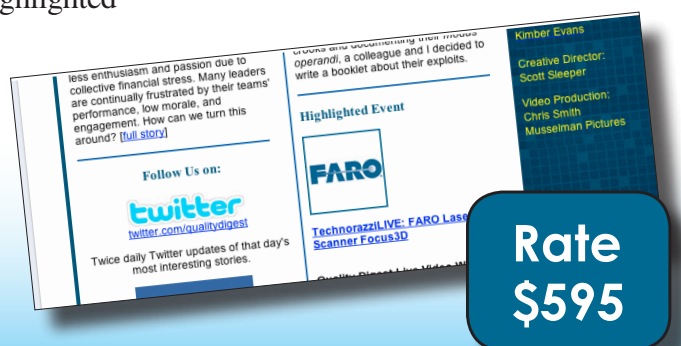 less enthusiasm and passion due to
collective financial stress. Many leaders
are continually frustrated by their teams'
performance, low morale, and
engagement. How can we turn this
around? [full story]
Follow Us on:
twitter
twitter.com/qualitydigest
Twice daily Twitter updates of that day's
most interesting stories.
crooks and documenting their modus
operandi, a colleague and I decided to
write a booklet about their exploits.
Highlighted Event
FARO
TechnorazziLIVE: FARO Lase
Scanner Focus3D
Quality Digest Live Video
Kimber Evans
Creative Director:
Scott Sleeper
Video Production:
Chris Smith
Musselman Pictures
Rate
$595